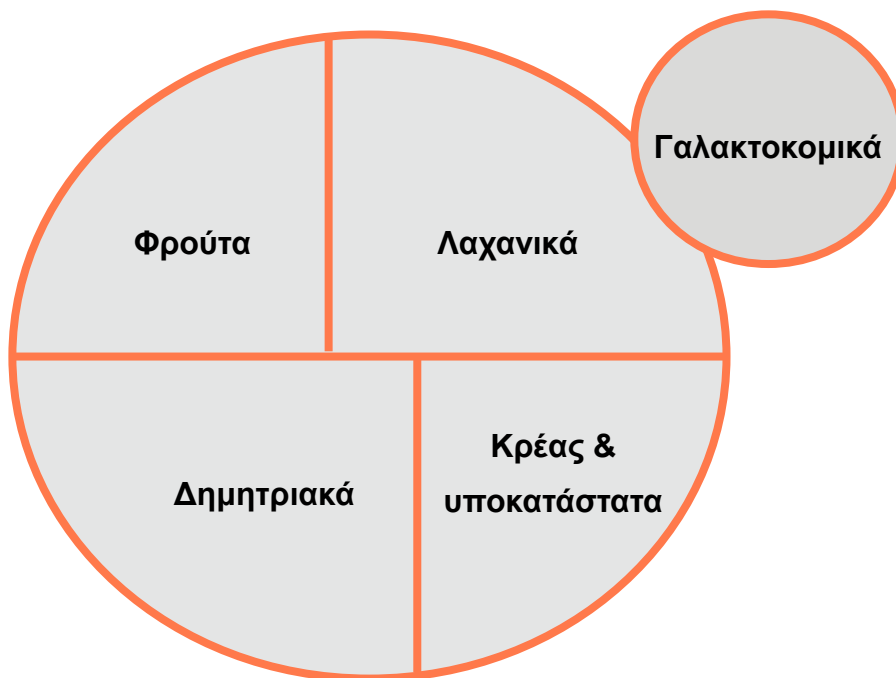 Γαλακτοκομικά
Φρούτα
Λαχανικά
Δημητριακά
Κρέας &
υποκατάστατα